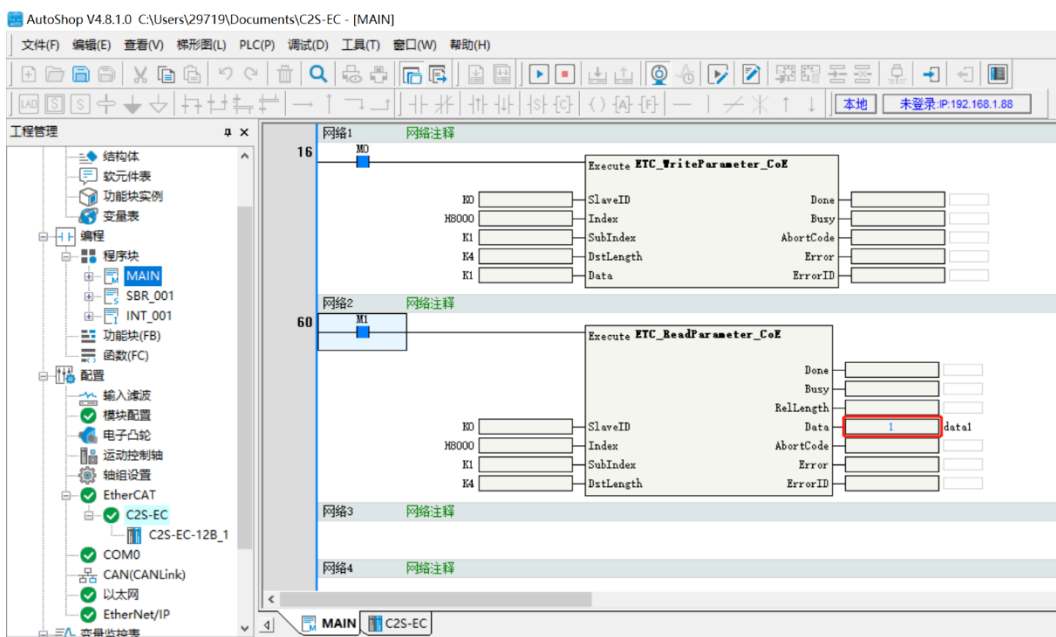 AutoShop V4.8.1.0 C:\Users\29719\Documents\C2S-EC - [MAIN]
文件(F) 编辑(E) 查看(V) 梯形图(L) PLC(P) 调试(D) 工具(T) 窗口(W) 帮助(H)
本地 未登录:IP:192.168.1.88
工程管理
结构体
软元件表
功能块实例
变量表
编程
程序块
MAIN
SBR_001
INT_001
功能块(FB)
函数(FC)
配置
输入滤波
模块配置
电子凸轮
运动控制轴
轴组设置
EtherCAT
C2S-EC
C2S-EC-12B_1
COM0
CAN(CANLink)
以太网
EtherNet/IP
变量监控表
网络1 网络注释
16 M0
Execute ETC_WriteParameter_CoE
K0 SlaveID Done
H8000 Index Busy
K1 SubIndex AbortCode
K4 DstLength Error
K1 Data ErrorID
网络2 网络注释
60 M1
Execute ETC_ReadParameter_CoE
Done
Busy
RelLength
K0 SlaveID Data 1 data1
H8000 Index AbortCode
K1 SubIndex Error
K4 DstLength ErrorID
网络3 网络注释
网络4 网络注释
MAIN C2S-EC